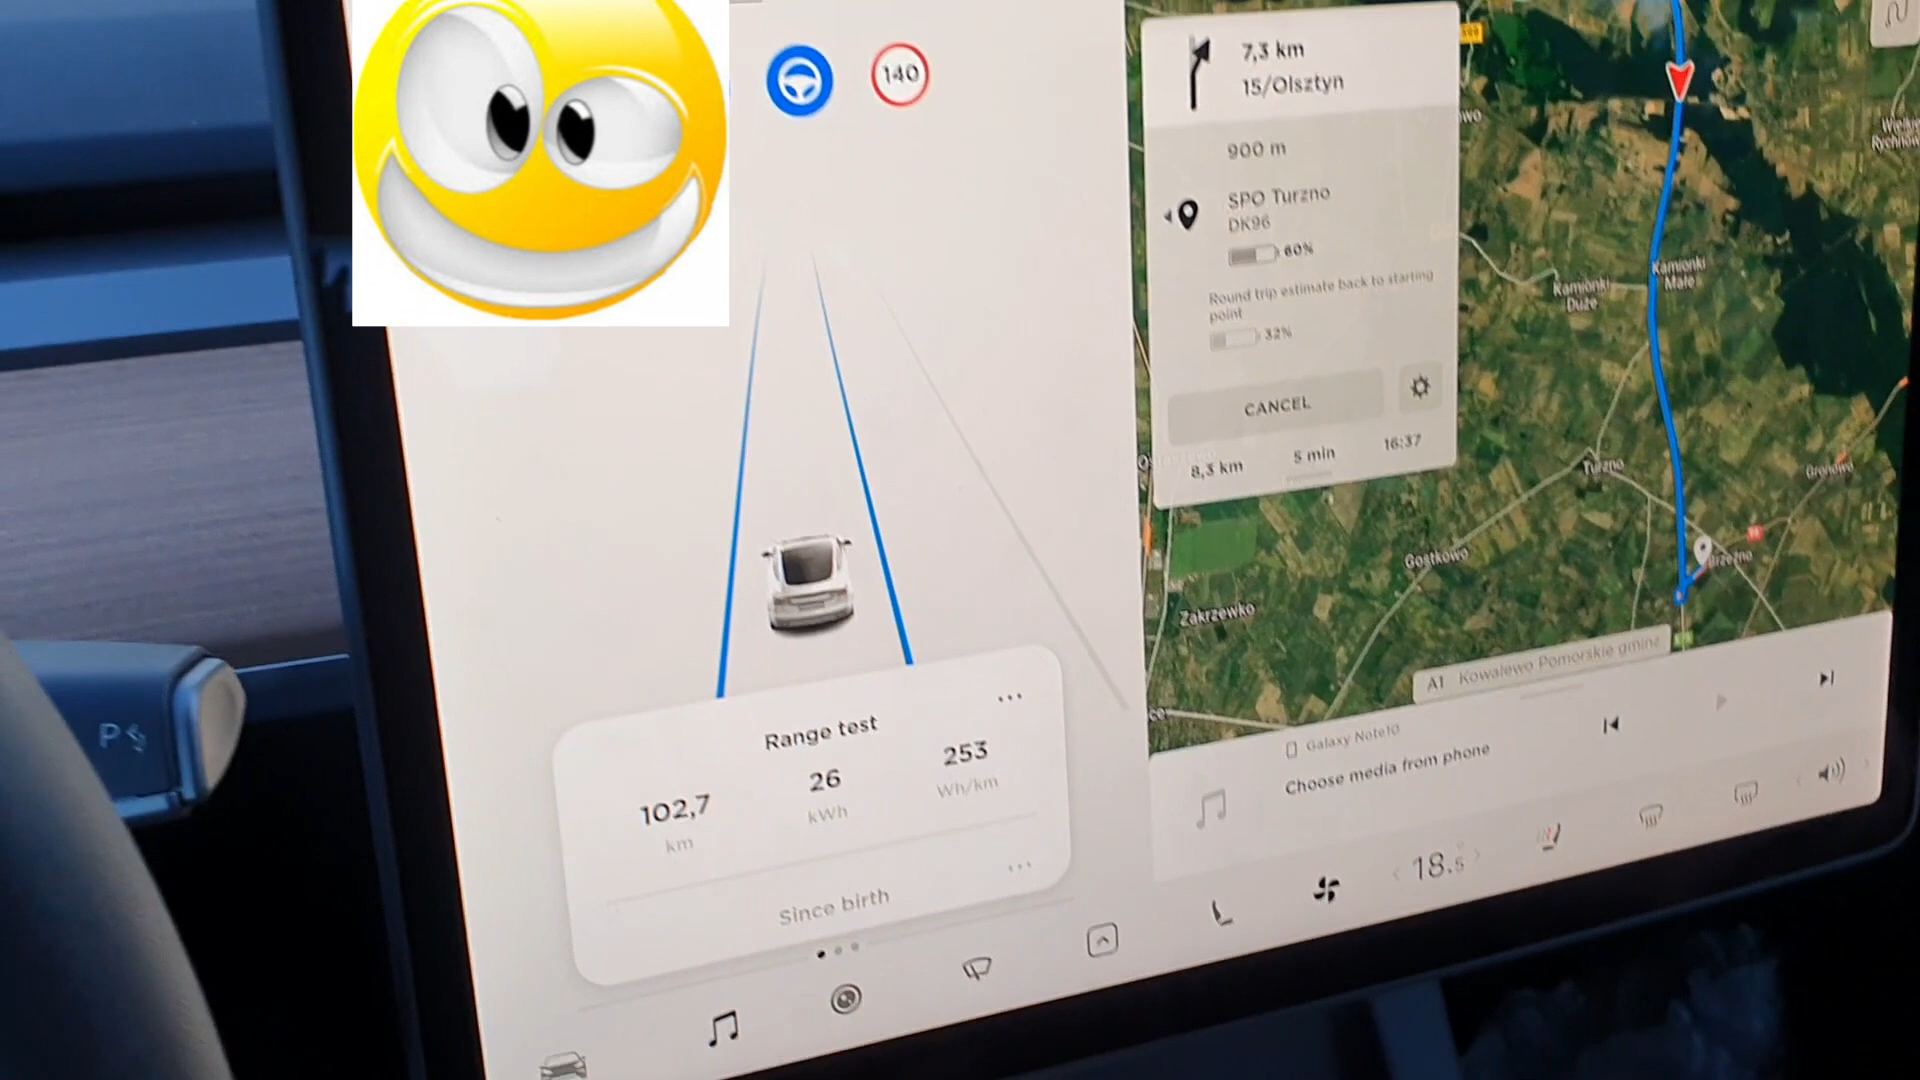 140
7,3 km
15/Olsztyn
900 m
SPO Turzno
DK96
60%
Round trip estimate back to starting
point
32%
CANCEL
8,3 km
5 min
16:37
Kamionki
Małe
Kamionki
Duże
Turzno
Gronowo
Gostkowo
Brzeźno
Zakrzewko
A1 Kowalewo Pomorskie gmina
Range test
102,7
km
26
kWh
253
Wh/km
Since birth
Galaxy Note10
Choose media from phone
18.5
P